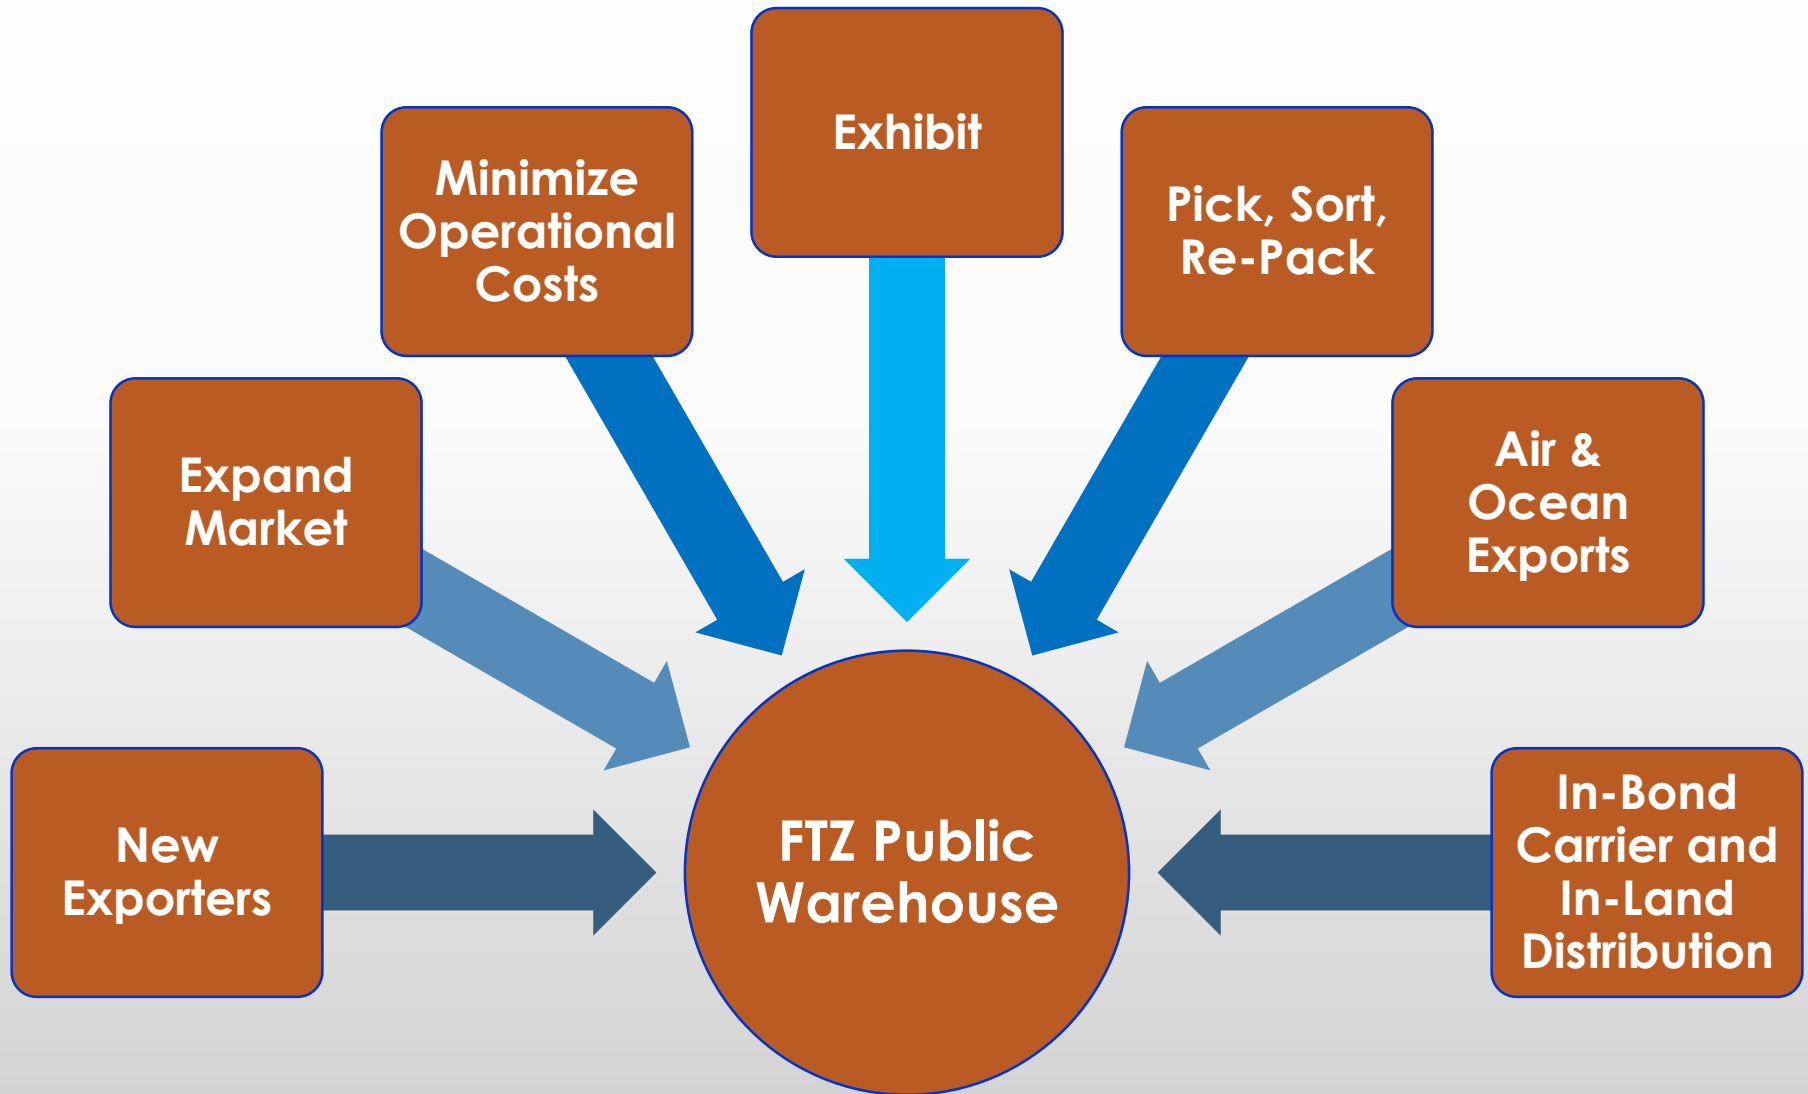 Exhibit
Minimize
Operational
Costs
Pick, Sort,
Re-Pack
Expand
Market
Air &
Ocean
Exports
New
Exporters
FTZ Public
Warehouse
In-Bond
Carrier and
In-Land
Distribution